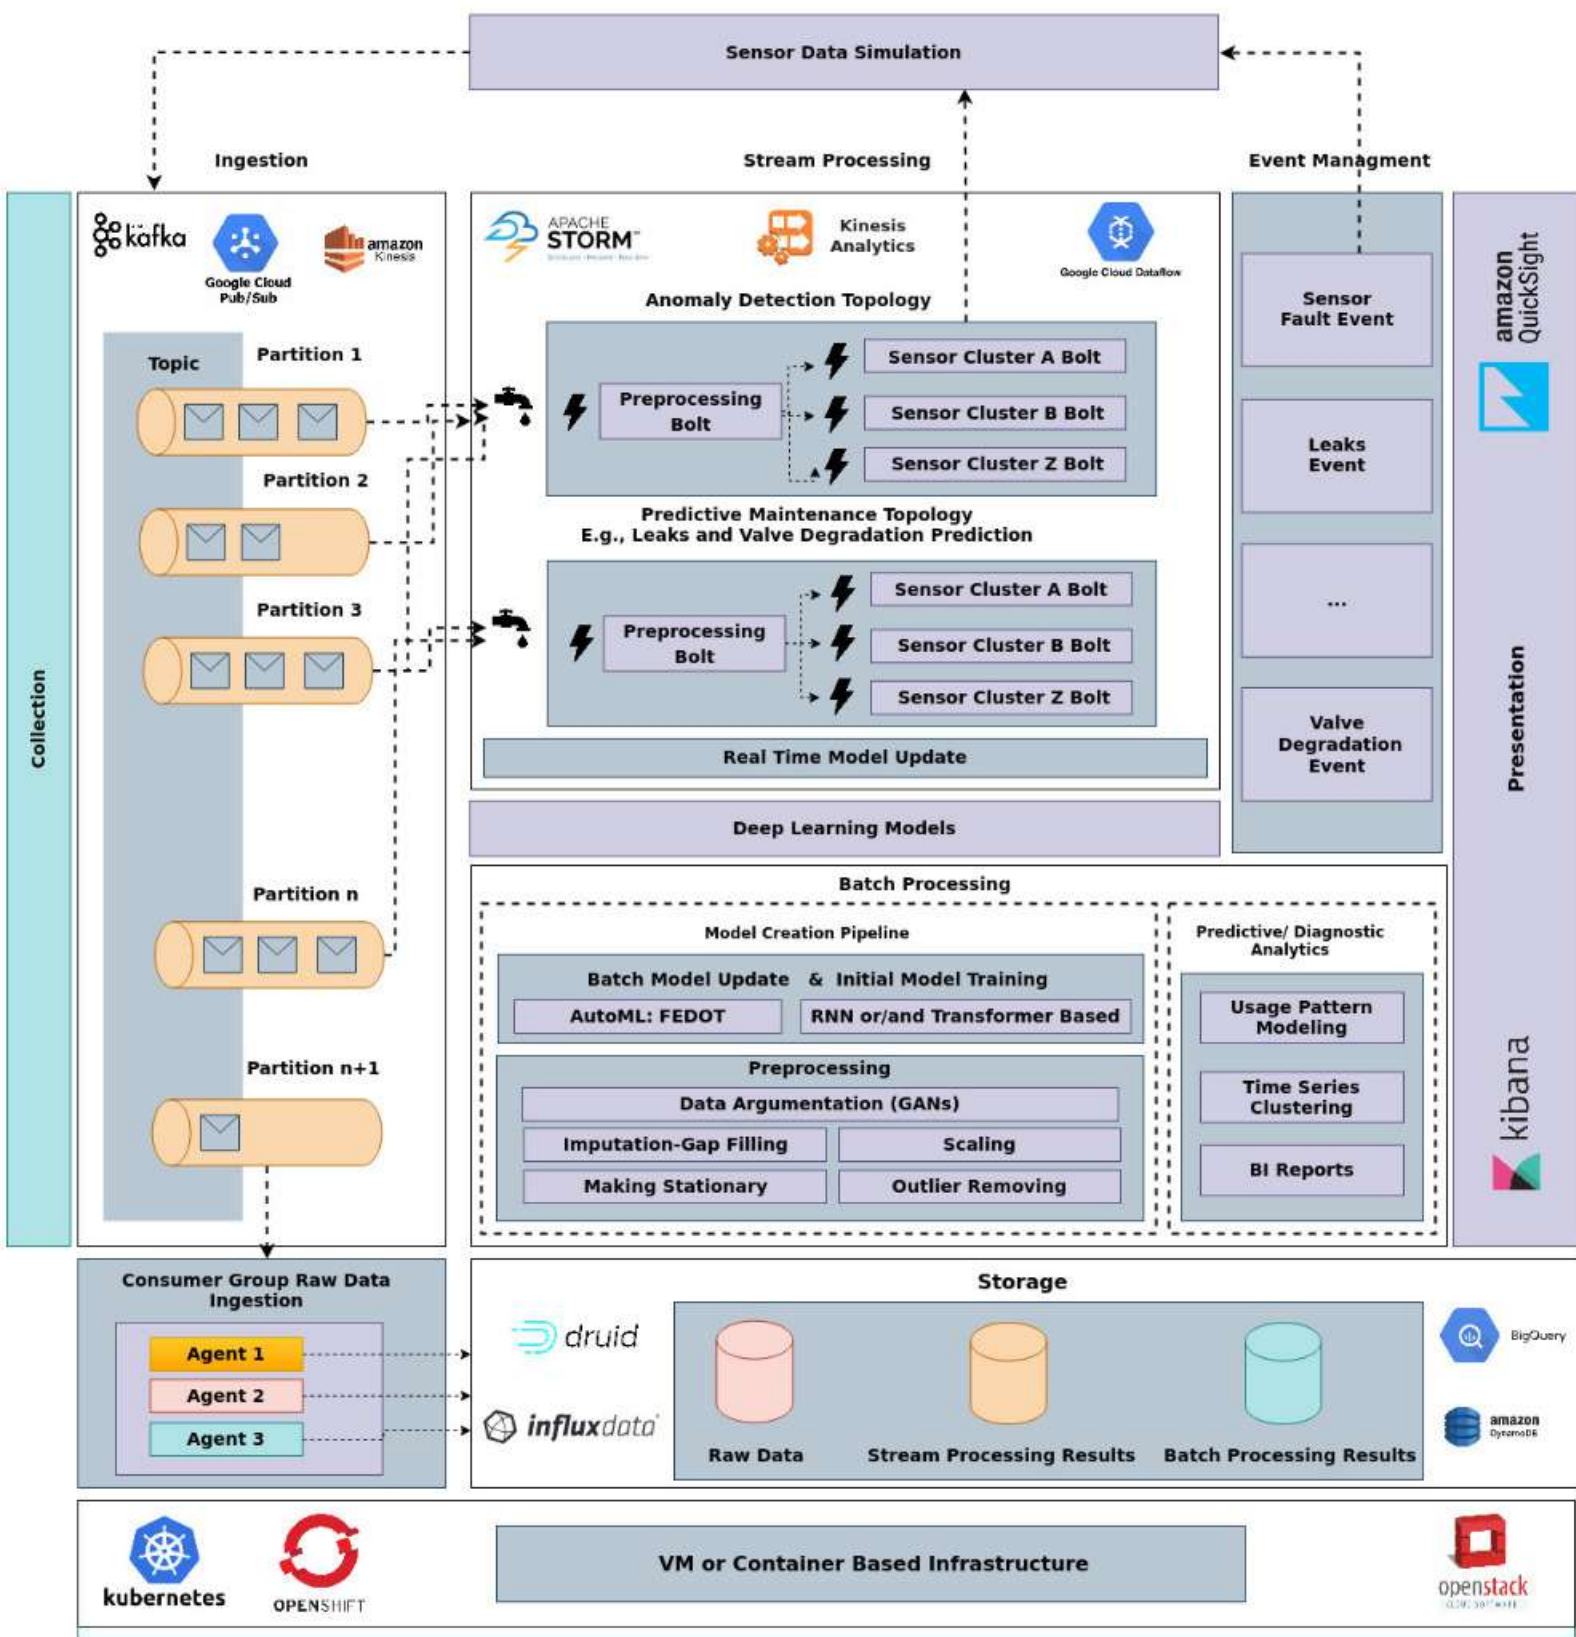 Sensor Data Simulation
Ingestion
Stream Processing
Event Managment
kafka
Google Cloud
Pub/Sub
amazon
Kinesis
APACHE
STORM
Kinesis
Analytics
Google Cloud Dataflow
Collection
Topic
Partition 1
Partition 2
Partition 3
Partition n
Partition n+1
Anomaly Detection Topology
Preprocessing
Bolt
Sensor Cluster A Bolt
Sensor Cluster B Bolt
Sensor Cluster Z Bolt
Predictive Maintenance Topology
E.g., Leaks and Valve Degradation Prediction
Preprocessing
Bolt
Sensor Cluster A Bolt
Sensor Cluster B Bolt
Sensor Cluster Z Bolt
Real Time Model Update
Deep Learning Models
Sensor
Fault Event
Leaks
Event
...
Valve
Degradation
Event
amazon
QuickSight
Presentation
kibana
Batch Processing
Model Creation Pipeline
Batch Model Update & Initial Model Training
AutoML: FEDOT
RNN or/and Transformer Based
Preprocessing
Data Argumentation (GANs)
Imputation-Gap Filling
Scaling
Making Stationary
Outlier Removing
Predictive/ Diagnostic
Analytics
Usage Pattern
Modeling
Time Series
Clustering
BI Reports
Consumer Group Raw Data
Ingestion
Agent 1
Agent 2
Agent 3
Storage
druid
influxdata
Raw Data
Stream Processing Results
Batch Processing Results
BigQuery
amazon
DynamoDB
kubernetes
OPENSHIFT
VM or Container Based Infrastructure
openstack